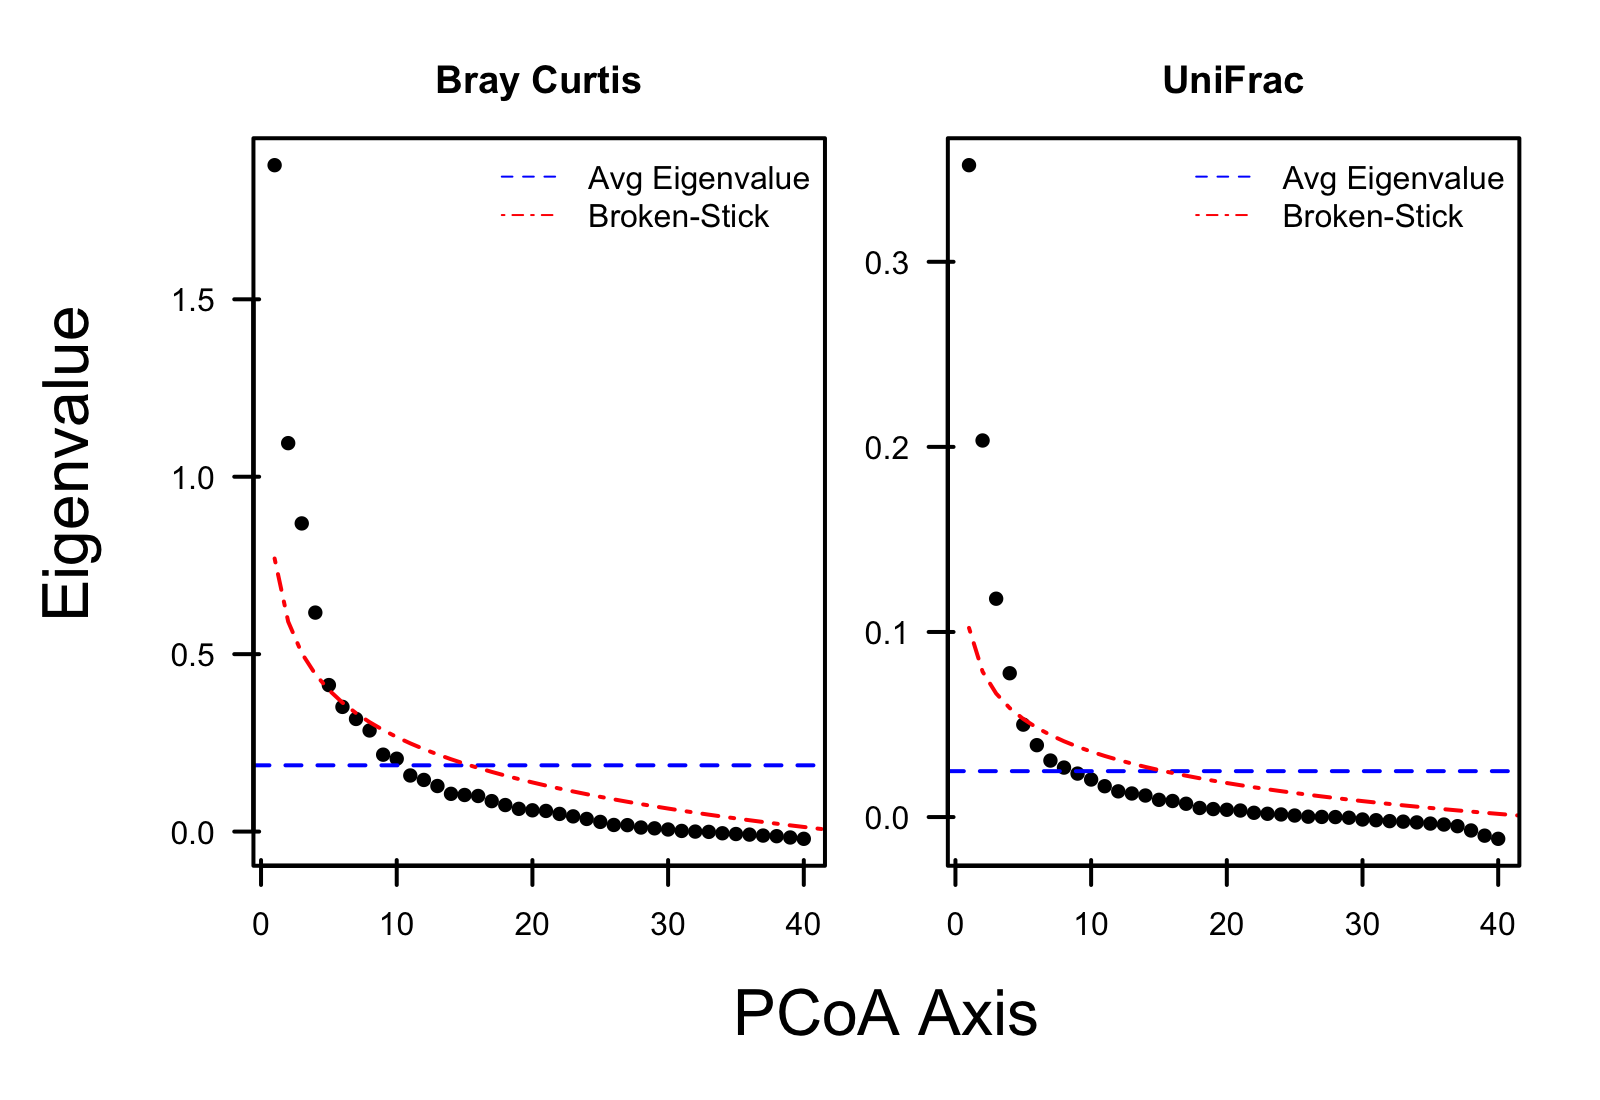 Bray Curtis
Avg Eigenvalue
Broken-Stick
1.5
1.0
0.5
0.0
0 10 20 30 40
UniFrac
Avg Eigenvalue
Broken-Stick
0.3
0.2
0.1
0.0
0 10 20 30 40
Eigenvalue
PCoA Axis